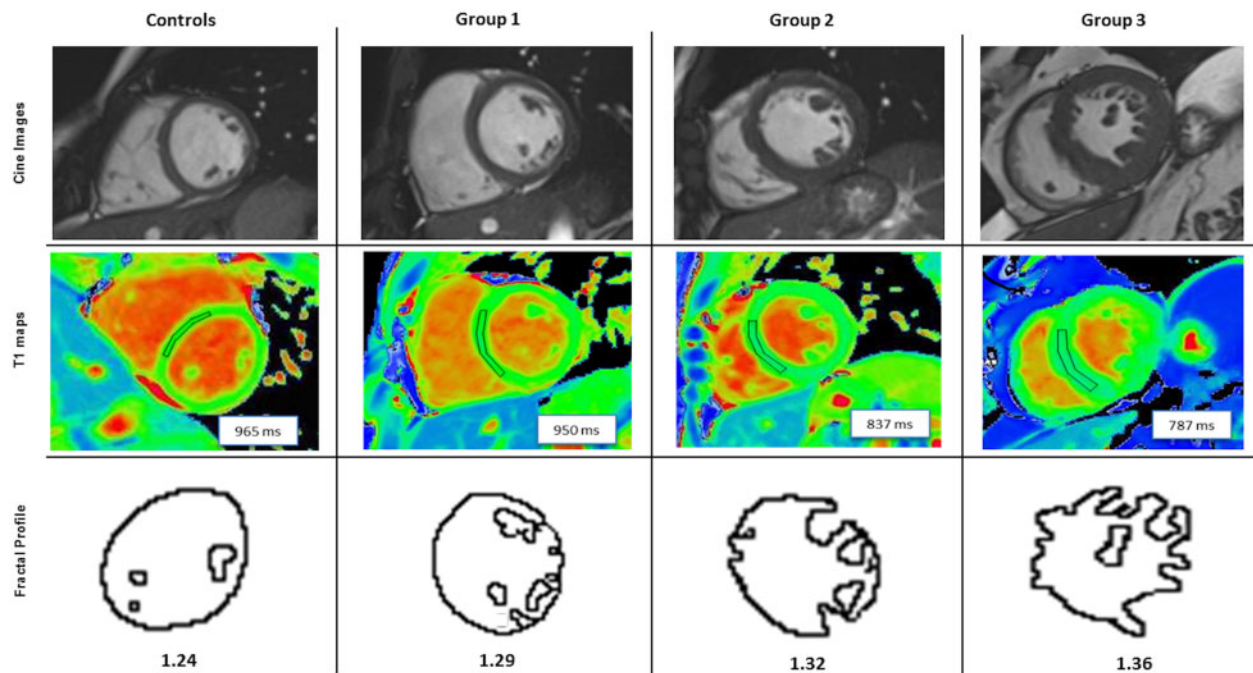 Controls
Group 1
Group 2
Group 3
Cine Images
T1 maps
965 ms
950 ms
837 ms
787 ms
Fractal Profile
1.24
1.29
1.32
1.36